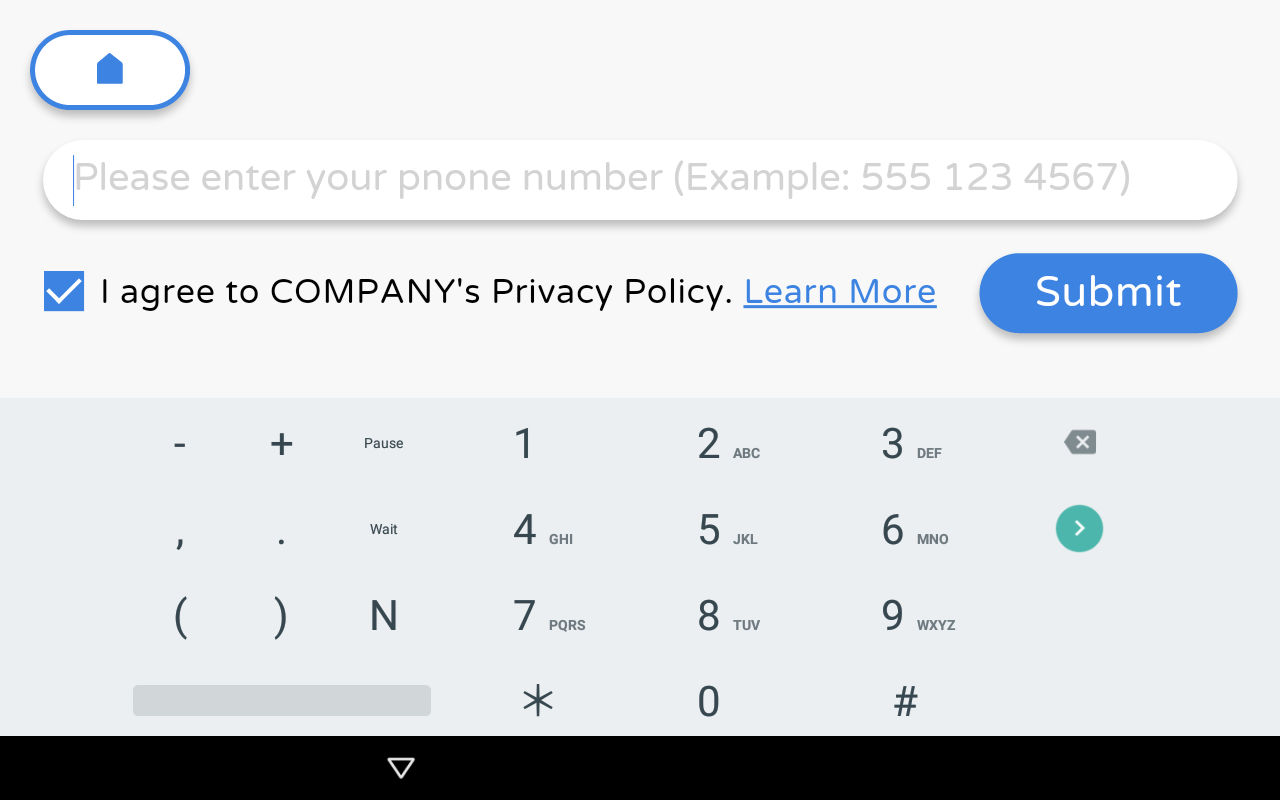 Please enter your pnone number (Example: 555 123 4567)
I agree to COMPANY's Privacy Policy. Learn More
Submit
- + Pause 1 2 ABC 3 DEF
, . Wait 4 GHI 5 JKL 6 MNO
( ) N 7 PQRS 8 TUV 9 WXYZ
* 0 #